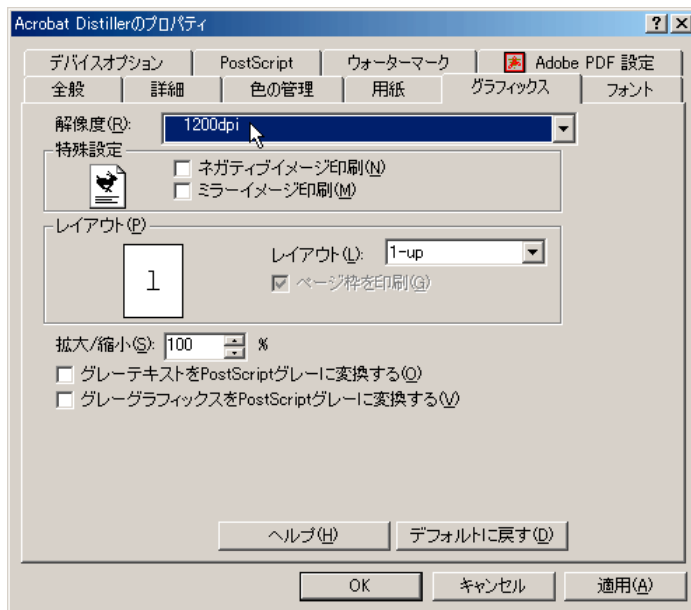 Acrobat Distillerのプロパティ
デバイスオプション PostScript ウォーターマーク Adobe PDF 設定
全般 詳細 色の管理 用紙 グラフィックス フォント
解像度(R): 1200dpi
特殊設定
ネガティブイメージ印刷(N)
ミラーイメージ印刷(M)
レイアウト(P)
1
レイアウト(L): 1-up
ページ枠を印刷(G)
拡大/縮小(S): 100 %
グレーテキストをPostScriptグレーに変換する(O)
グレーグラフィックスをPostScriptグレーに変換する(V)
ヘルプ(H) デフォルトに戻す(D)
OK キャンセル 適用(A)